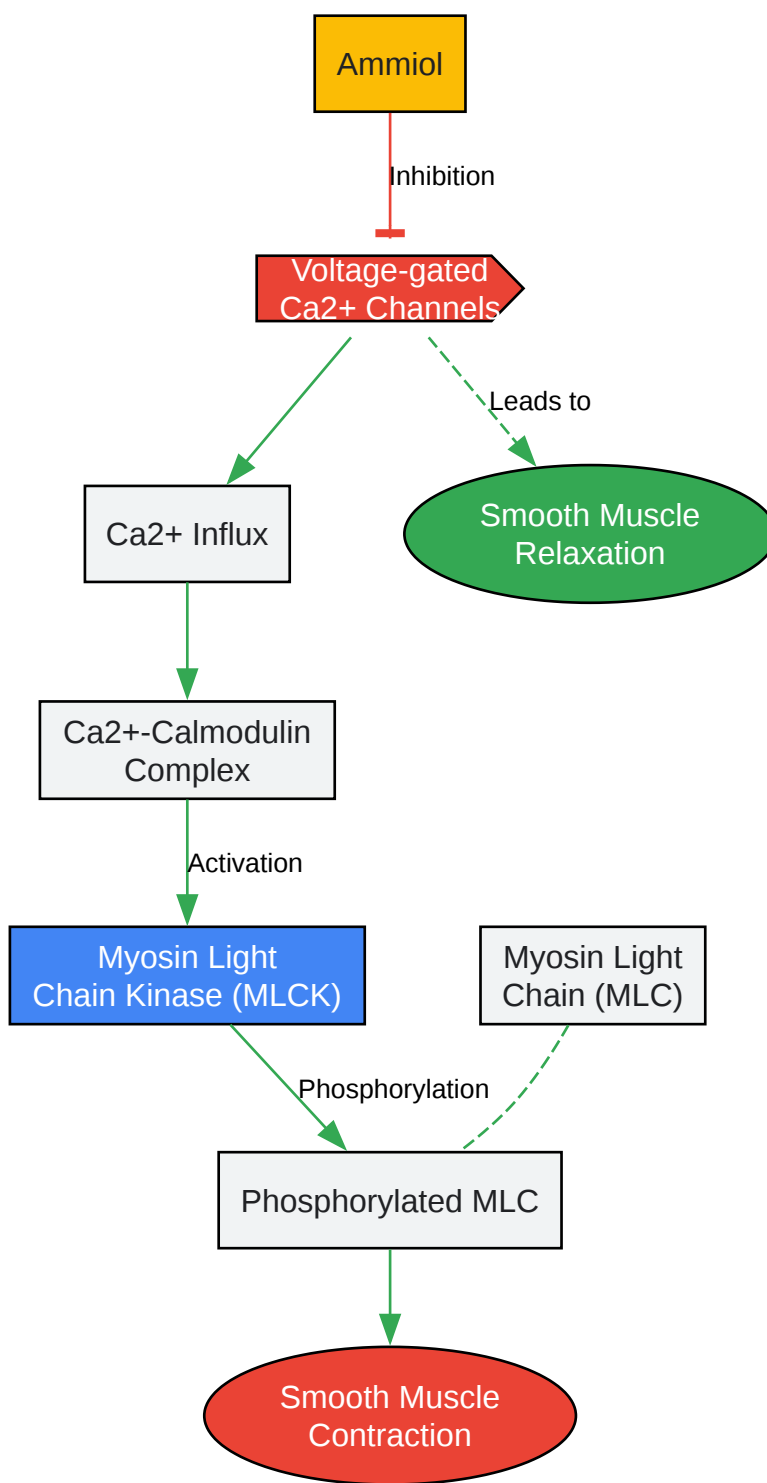 Ammiol
Inhibition
Voltage-gated
Ca2+ Channels
Leads to
Ca2+ Influx
Smooth Muscle
Relaxation
Ca2+-Calmodulin
Complex
Activation
Myosin Light
Chain Kinase (MLCK)
Myosin Light
Chain (MLC)
Phosphorylation
Phosphorylated MLC
Smooth Muscle
Contraction